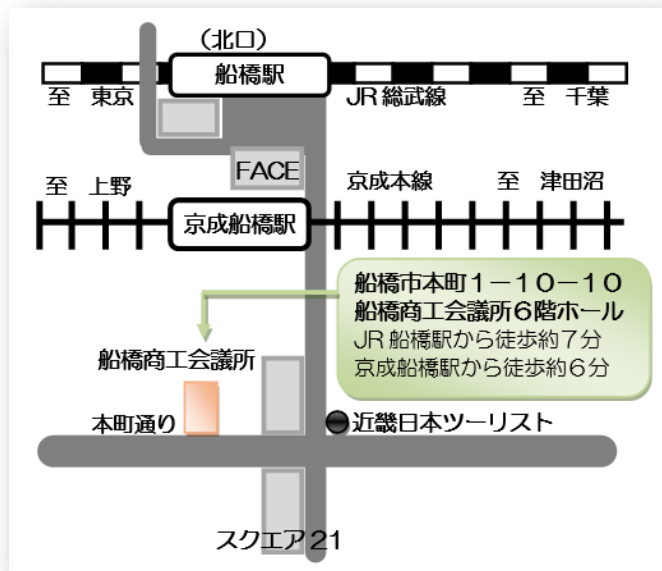 （北口）
船橋駅
至 東京
JR 総武線
至 千葉
FACE
至 上野
京成本線
至 津田沼
京成船橋駅
船橋市本町１－１０－１０
船橋商工会議所６階ホール
JR 船橋駅から徒歩約７分
京成船橋駅から徒歩約６分
船橋商工会議所
本町通り
近畿日本ツーリスト
スクエア 21